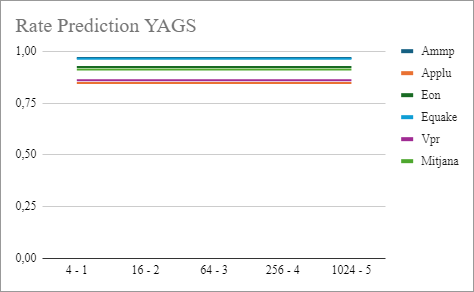 Rate Prediction YAGS
1,00
0,75
0,50
0,25
0,00
4 - 1
16 - 2
64 - 3
256 - 4
1024 - 5
Ammp
Applu
Eon
Equake
Vpr
Mitjana